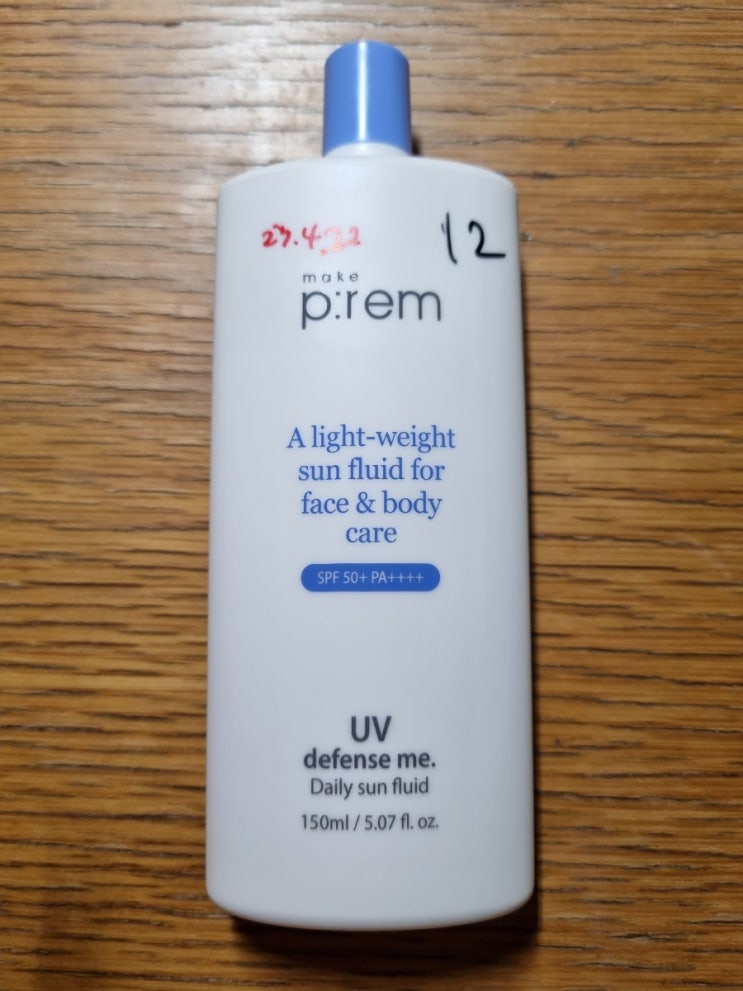 27.4.22
12
make
p:rem
A light-weight
sun fluid for
face & body
care
SPF 50+ PA++++
UV
defense me.
Daily sun fluid
150ml / 5.07 fl. oz.